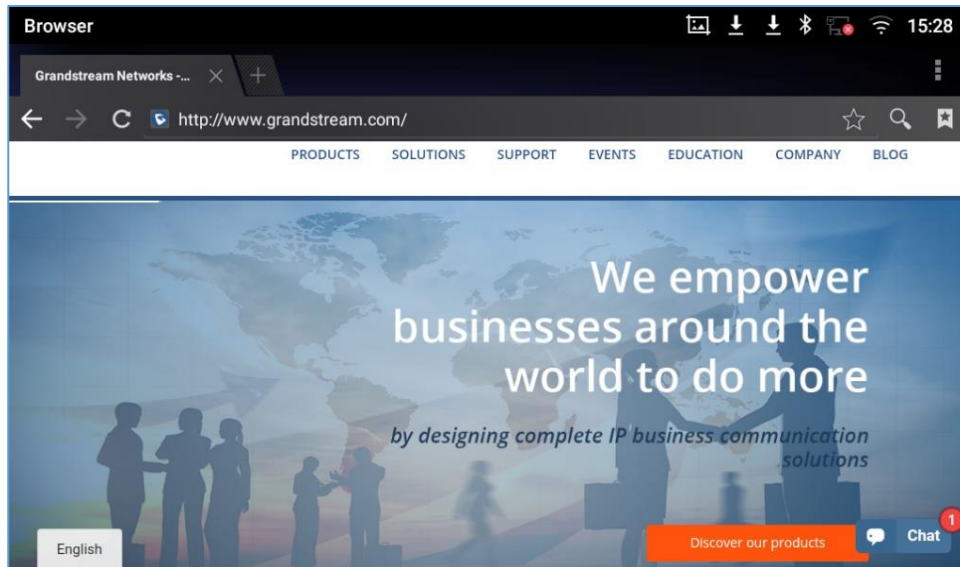 Browser
15:28
Grandstream Networks -...
http://www.grandstream.com/
PRODUCTS SOLUTIONS SUPPORT EVENTS EDUCATION COMPANY BLOG
We empower
businesses around the
world to do more
by designing complete IP business communication
solutions
English
Discover our products
Chat
1